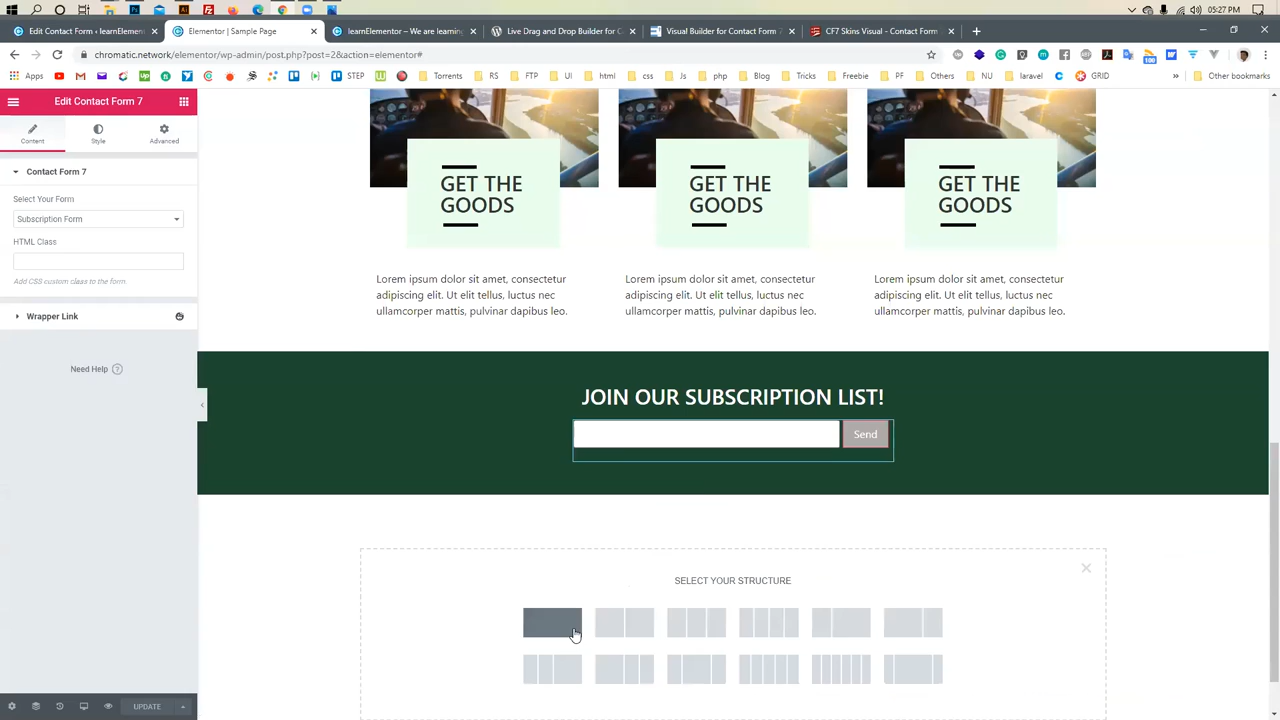 05:27 PM
Edit Contact Form ‹ learnElement
Elementor | Sample Page
learnElementor – We are learning
Live Drag and Drop Builder for C
Visual Builder for Contact Form 7
CF7 Skins Visual - Contact Form
chromatic.network/elementor/wp-admin/post.php?post=2&action=elementor#
100
Apps
STEP
Torrents
RS
FTP
UI
html
css
Js
php
Blog
Tricks
Freebie
PF
Others
NU
laravel
GRID
»
Other bookmarks
Edit Contact Form 7
Content
Style
Advanced
Contact Form 7
Select Your Form
Subscription Form
HTML Class
Add CSS custom class to the form.
Wrapper Link
Need Help ?
UPDATE
GET THE
GOODS
Lorem ipsum dolor sit amet, consectetur
adipiscing elit. Ut elit tellus, luctus nec
ullamcorper mattis, pulvinar dapibus leo.
GET THE
GOODS
Lorem ipsum dolor sit amet, consectetur
adipiscing elit. Ut elit tellus, luctus nec
ullamcorper mattis, pulvinar dapibus leo.
GET THE
GOODS
Lorem ipsum dolor sit amet, consectetur
adipiscing elit. Ut elit tellus, luctus nec
ullamcorper mattis, pulvinar dapibus leo.
JOIN OUR SUBSCRIPTION LIST!
Send
SELECT YOUR STRUCTURE